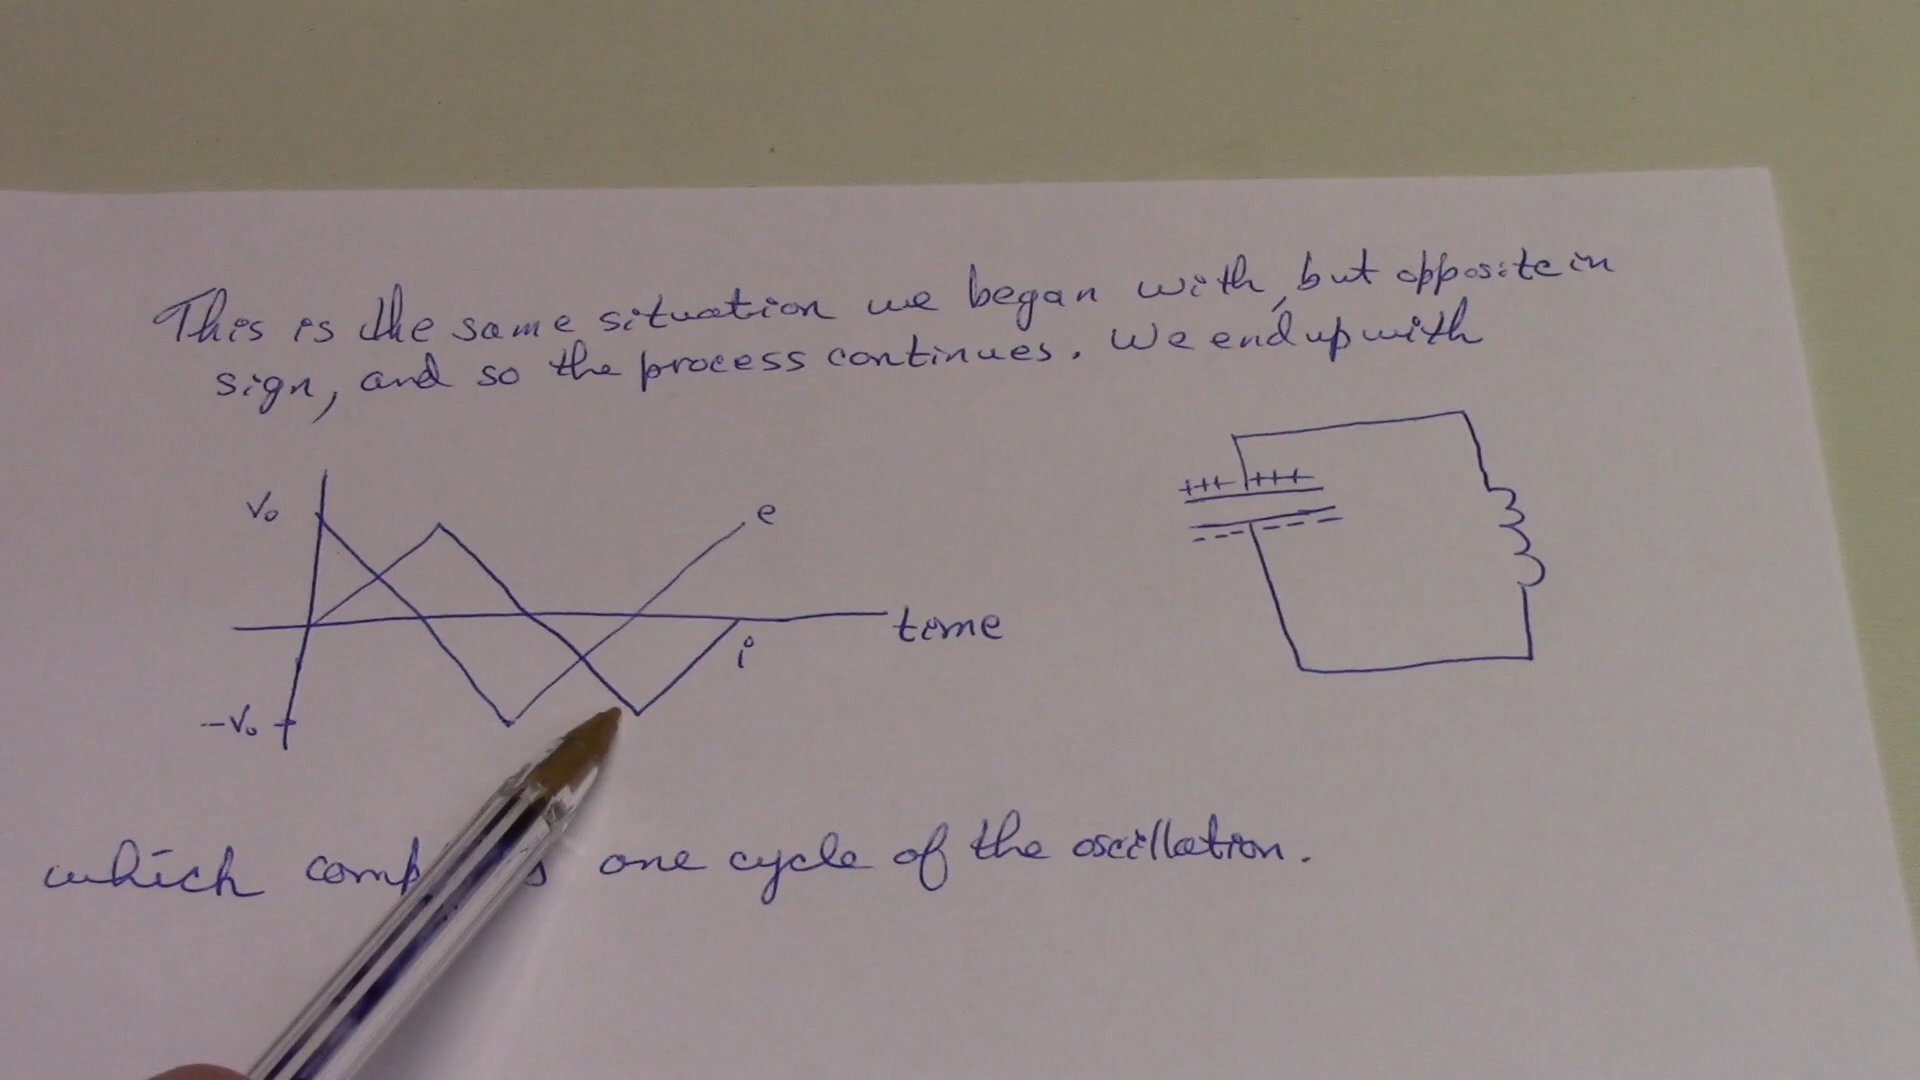 This is the same situation we began with, but opposite in
sign, and so the process continues. We end up with
V₀
e
+++ +++
time
i
-V₀
which comp s one cycle of the oscillation.